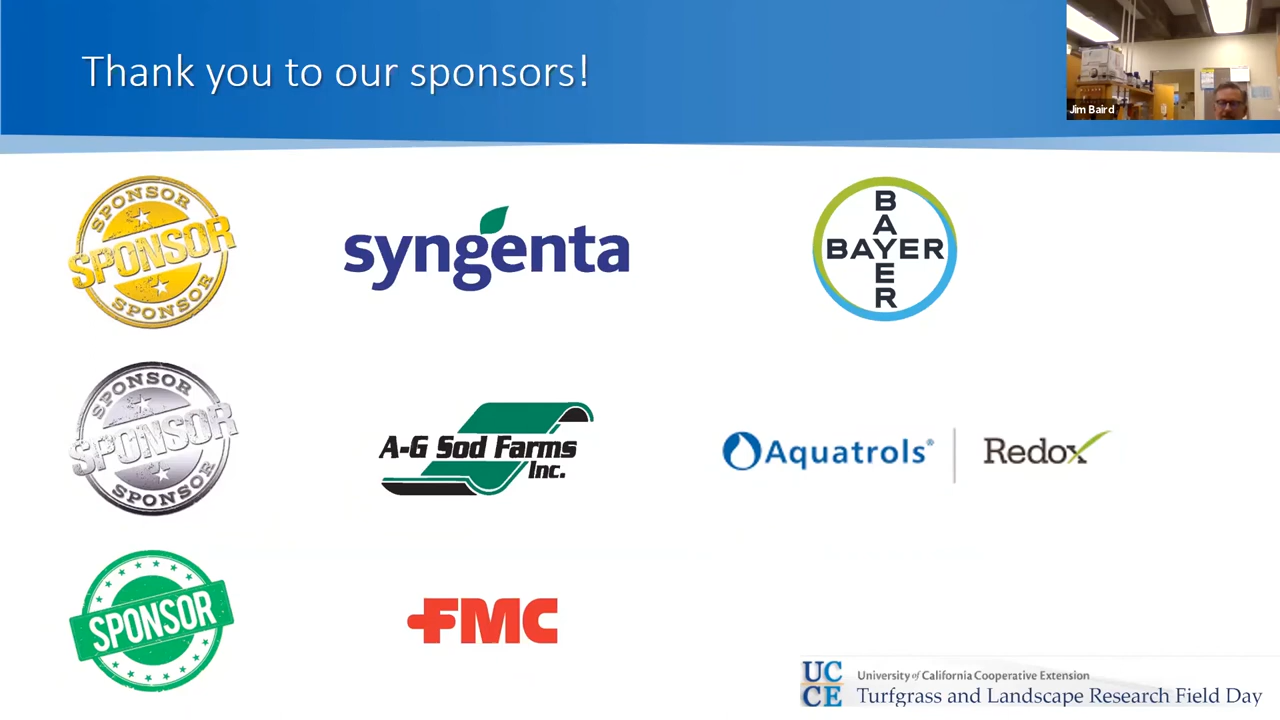 Thank you to our sponsors!
Jim Baird
SPONSOR
SPONSOR
SPONSOR
syngenta
BAYER
BAYER
SPONSOR
SPONSOR
SPONSOR
A-G Sod Farms
Inc.
Aquatrols®
Redox
SPONSOR
FMC
UC
CE
University of California Cooperative Extension
Turfgrass and Landscape Research Field Day